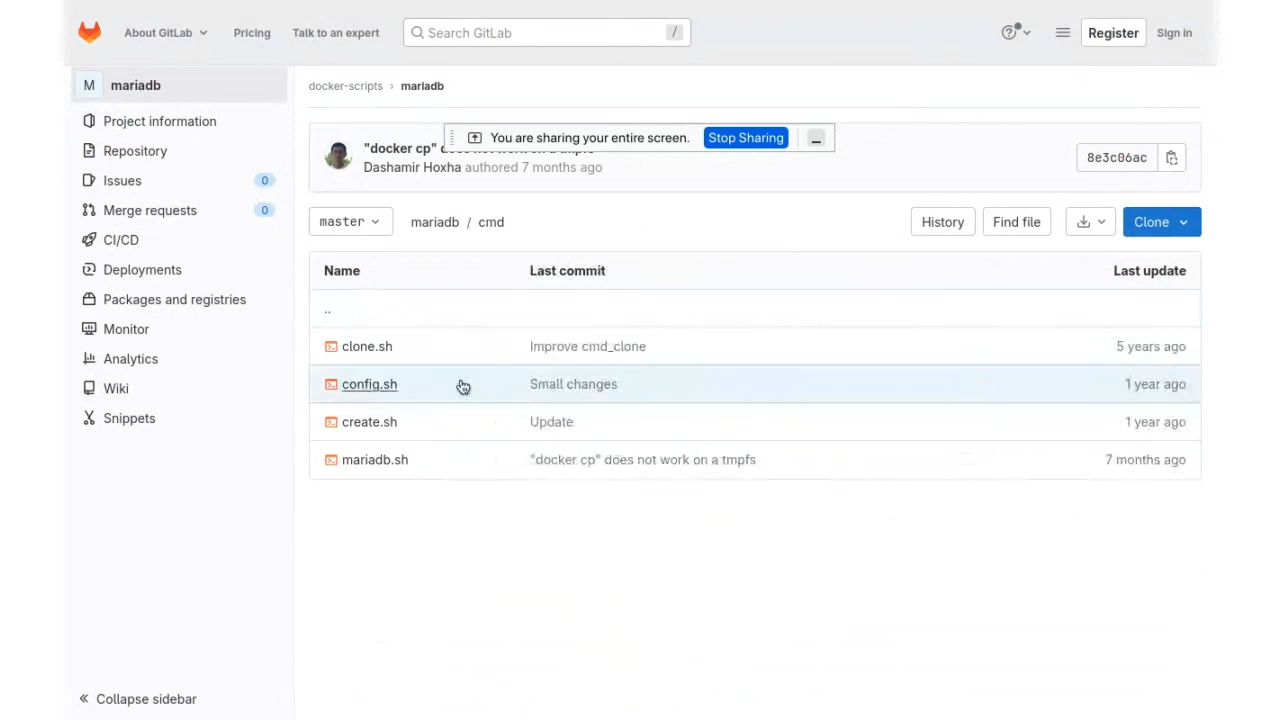 About GitLab Pricing Talk to an expert Search GitLab / Register Sign in
M mariadb
Project information
Repository
Issues 0
Merge requests 0
CI/CD
Deployments
Packages and registries
Monitor
Analytics
Wiki
Snippets
Collapse sidebar
docker-scripts › mariadb
You are sharing your entire screen. Stop Sharing
"docker cp"
Dashamir Hoxha authored 7 months ago
8e3c06ac
master mariadb / cmd History Find file Clone
Name Last commit Last update
..
clone.sh Improve cmd_clone 5 years ago
config.sh Small changes 1 year ago
create.sh Update 1 year ago
mariadb.sh "docker cp" does not work on a tmpfs 7 months ago